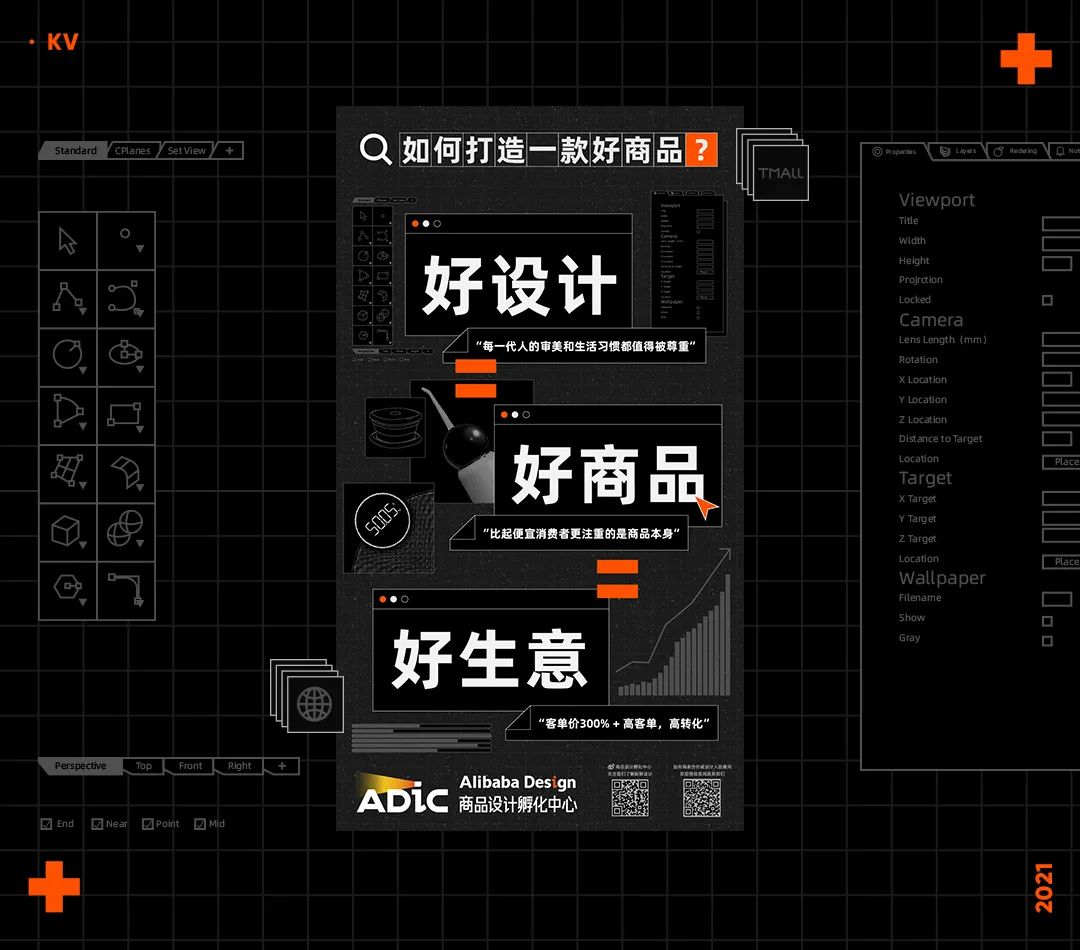 KV
Standard
CPlanes
Set View
+
如何打造一款好商品?
TMALL
Properties
Layers
Redering
好设计
“每一代人的审美和生活习惯都值得被尊重”
好商品
50.05:
“比起便宜消费者更注重的是商品本身”
好生意
“客单价300% + 高客单，高转化”
ADiC
Alibaba Design
商品设计孵化中心
Viewport
Title
Width
Height
Projrction
Locked
Camera
Lens Length (mm)
Rotation
X Location
Y Location
Z Location
Distance to Target
Location
Place
Target
X Target
Y Target
Z Target
Location
Place
Wallpaper
Filename
Show
Gray
Perspective
Top
Front
Right
+
End
Near
Point
Mid
2021